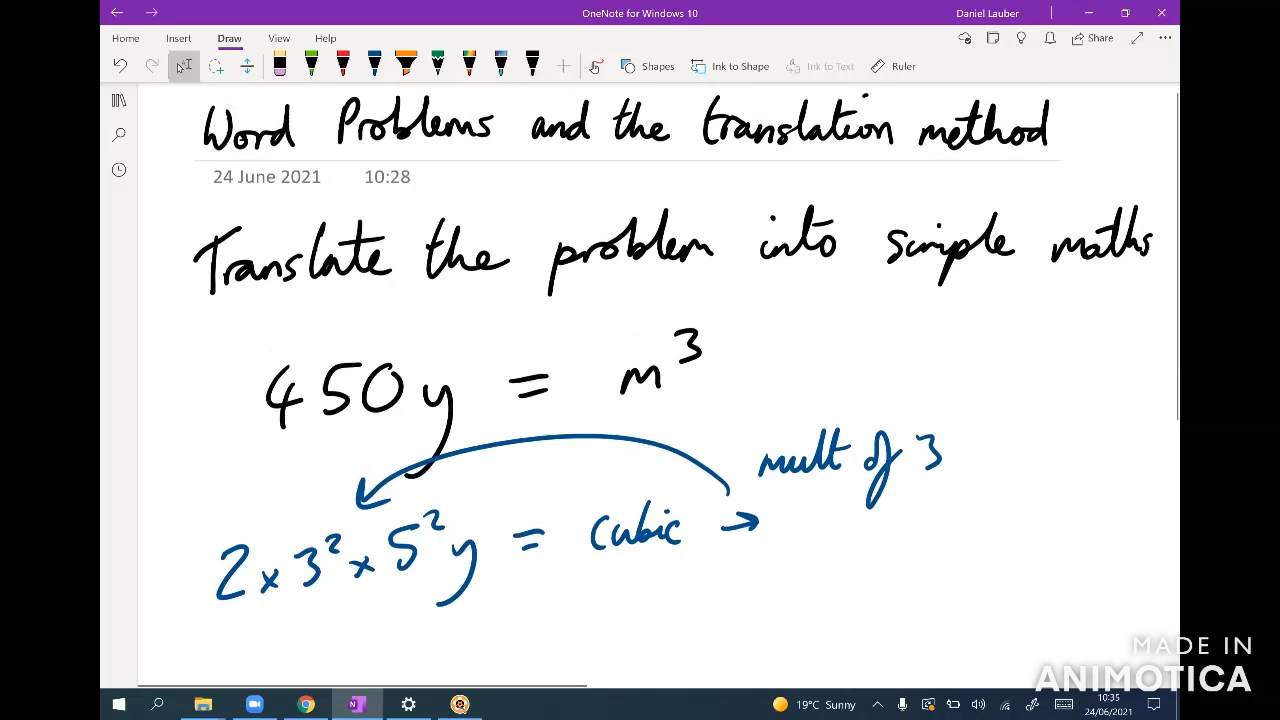 OneNote for Windows 10
Daniel Lauber
Home Insert Draw View Help
Share
Shapes Ink to Shape Ink to Text Ruler
Word Problems and the translation method
24 June 2021 10:28
Translate the problem into simple maths
450y = m³
mult of 3
2 × 3² × 5² y = cubic →
MADE IN
ANIMOTICA
19°C Sunny
10:35
24/06/2021